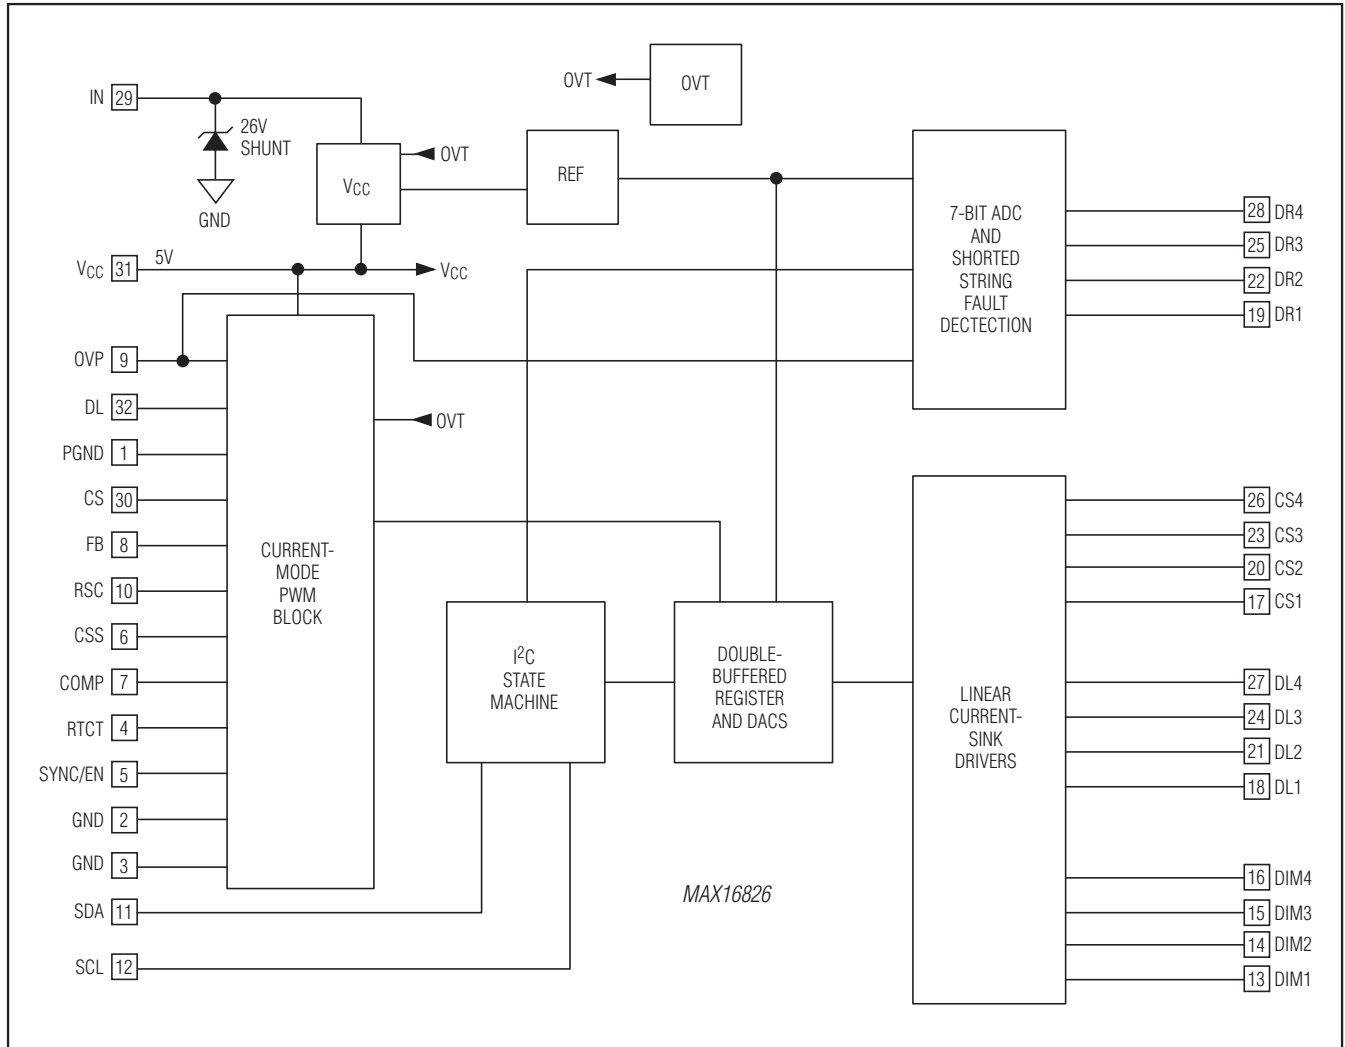 OVT
OVT
IN 29
26V
SHUNT
GND
OVT
VCC
REF
7-BIT ADC
AND
SHORTED
STRING
FAULT
DECTECTION
28 DR4
25 DR3
22 DR2
19 DR1
VCC 31
5V
VCC
OVP 9
DL 32
PGND 1
CS 30
FB 8
RSC 10
CSS 6
COMP 7
RTCT 4
SYNC/EN 5
GND 2
GND 3
SDA 11
SCL 12
OVT
CURRENT-
MODE
PWM
BLOCK
I2C
STATE
MACHINE
DOUBLE-
BUFFERED
REGISTER
AND DACS
LINEAR
CURRENT-
SINK
DRIVERS
26 CS4
23 CS3
20 CS2
17 CS1
27 DL4
24 DL3
21 DL2
18 DL1
16 DIM4
15 DIM3
14 DIM2
13 DIM1
MAX16826